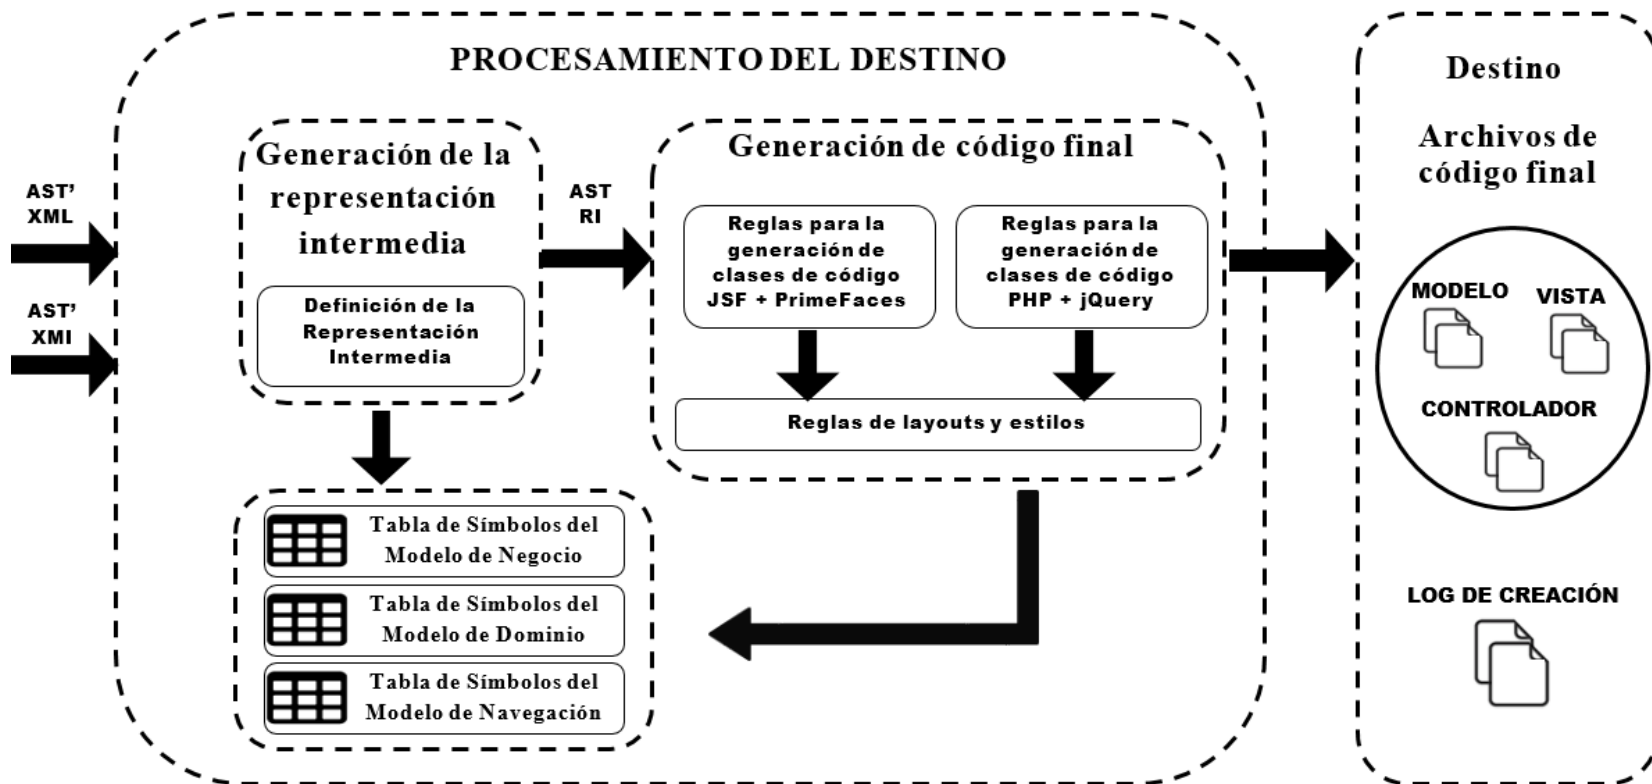 PROCESAMIENTO DEL DESTINO
AST’
XML
AST’
XMI
Generación de la
representación
intermedia
Definición de la
Representación
Intermedia
AST
RI
Generación de código final
Reglas para la
generación de
clases de código
JSF + PrimeFaces
Reglas para la
generación de
clases de código
PHP + jQuery
Reglas de layouts y estilos
Tabla de Símbolos del
Modelo de Negocio
Tabla de Símbolos del
Modelo de Dominio
Tabla de Símbolos del
Modelo de Navegación
Destino
Archivos de
código final
MODELO
VISTA
CONTROLADOR
LOG DE CREACIÓN